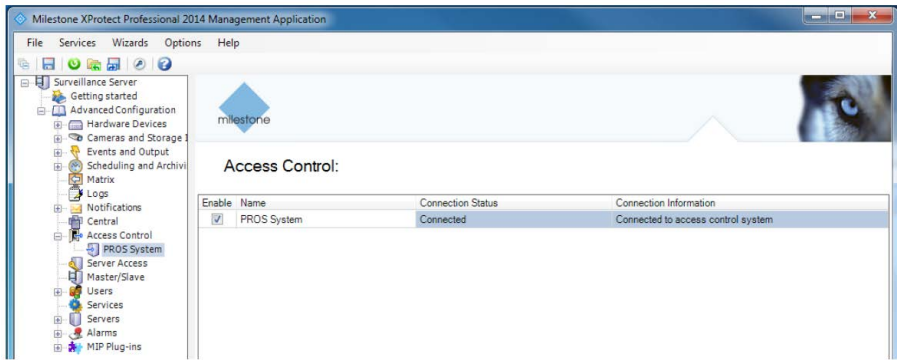 Milestone XProtect Professional 2014 Management Application
File Services Wizards Options Help
Surveillance Server
Getting started
Advanced Configuration
Hardware Devices
Cameras and Storage I
Events and Output
Scheduling and Archivi
Matrix
Logs
Notifications
Central
Access Control
PROS System
Server Access
Master/Slave
Users
Services
Servers
Alarms
MIP Plug-ins
milestone
Access Control:
Enable Name Connection Status Connection Information
PROS System Connected Connected to access control system